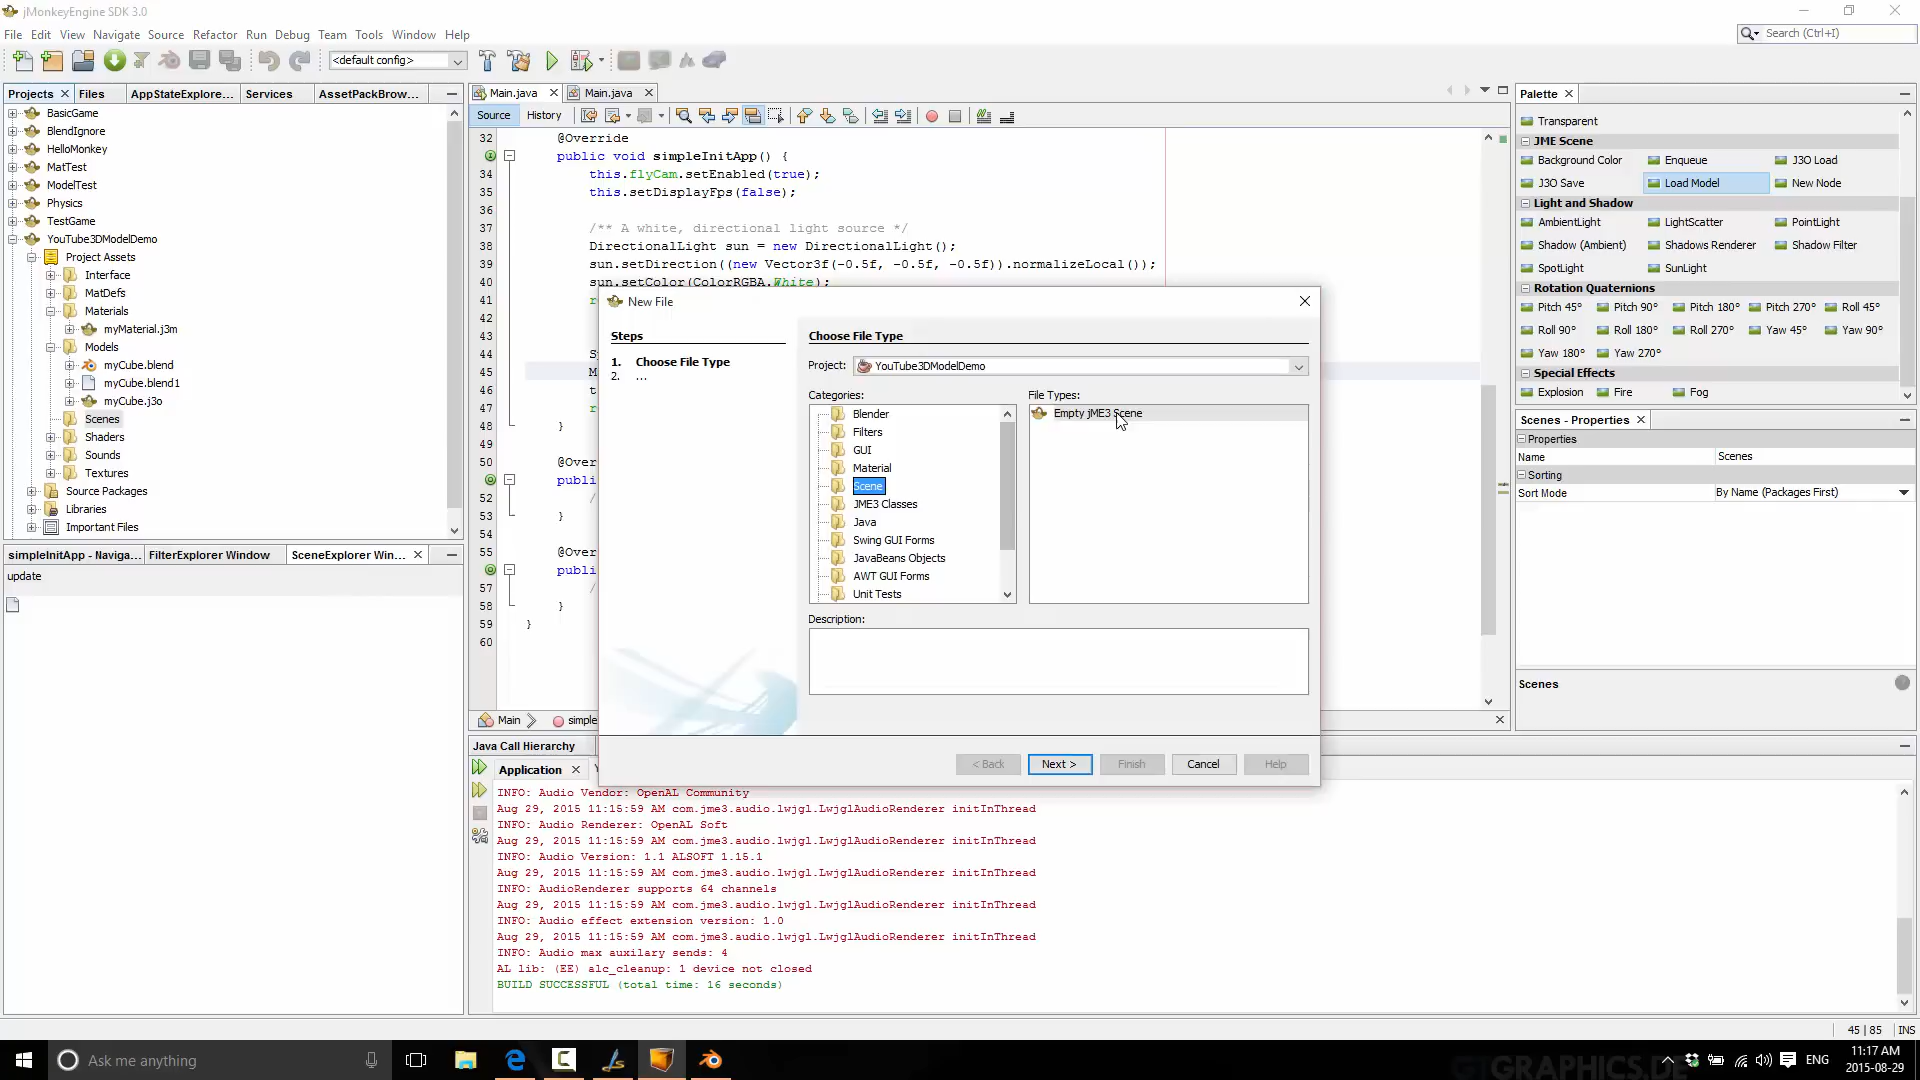 jMonkeyEngine SDK 3.0
File Edit View Navigate Source Refactor Run Debug Team Tools Window Help
Search (Ctrl+I)
<default config>
Projects Files AppStateExplore... Services AssetPackBrow...
BasicGame
BlendIgnore
HelloMonkey
MatTest
ModelTest
Physics
TestGame
YouTube3DModelDemo
Project Assets
Interface
MatDefs
Materials
myMaterial.j3m
Models
myCube.blend
myCube.blend1
myCube.j3o
Scenes
Shaders
Sounds
Textures
Source Packages
Libraries
Important Files
simpleInitApp - Naviga... FilterExplorer Window SceneExplorer Win...
update
Main.java Main.java
Source History
32 @Override
public void simpleInitApp() {
34 this.flyCam.setEnabled(true);
35 this.setDisplayFps(false);
36
37 /** A white, directional light source */
38 DirectionalLight sun = new DirectionalLight();
39 sun.setDirection((new Vector3f(-0.5f, -0.5f, -0.5f)).normalizeLocal());
40 sun.setColor(ColorRGBA.White);
41 r
42
43
44 S
45 M
46 t
47 r
48 }
49
50 @Over
publi
52 /
53 }
54
55 @Over
publi
57 /
58 }
59 }
60
Main simple
New File
Steps
1. Choose File Type
2. ...
Choose File Type
Project: YouTube3DModelDemo
Categories:
Blender
Filters
GUI
Material
Scene
JME3 Classes
Java
Swing GUI Forms
JavaBeans Objects
AWT GUI Forms
Unit Tests
File Types:
Empty jME3 Scene
Description:
< Back Next > Finish Cancel Help
Java Call Hierarchy
Application
INFO: Audio Vendor: OpenAL Community
Aug 29, 2015 11:15:59 AM com.jme3.audio.lwjgl.LwjglAudioRenderer initInThread
INFO: Audio Renderer: OpenAL Soft
Aug 29, 2015 11:15:59 AM com.jme3.audio.lwjgl.LwjglAudioRenderer initInThread
INFO: Audio Version: 1.1 ALSOFT 1.15.1
Aug 29, 2015 11:15:59 AM com.jme3.audio.lwjgl.LwjglAudioRenderer initInThread
INFO: AudioRenderer supports 64 channels
Aug 29, 2015 11:15:59 AM com.jme3.audio.lwjgl.LwjglAudioRenderer initInThread
INFO: Audio effect extension version: 1.0
Aug 29, 2015 11:15:59 AM com.jme3.audio.lwjgl.LwjglAudioRenderer initInThread
INFO: Audio max auxilary sends: 4
AL lib: (EE) alc_cleanup: 1 device not closed
BUILD SUCCESSFUL (total time: 16 seconds)
Palette
Transparent
JME Scene
Background Color Enqueue J3O Load
J3O Save Load Model New Node
Light and Shadow
AmbientLight LightScatter PointLight
Shadow (Ambient) Shadows Renderer Shadow Filter
SpotLight SunLight
Rotation Quaternions
Pitch 45° Pitch 90° Pitch 180° Pitch 270° Roll 45°
Roll 90° Roll 180° Roll 270° Yaw 45° Yaw 90°
Yaw 180° Yaw 270°
Special Effects
Explosion Fire Fog
Scenes - Properties
Properties
Name Scenes
Sorting
Sort Mode By Name (Packages First)
Scenes
45 | 85 INS
Ask me anything
GTGRAPHICS.DE
ENG
11:17 AM
2015-08-29